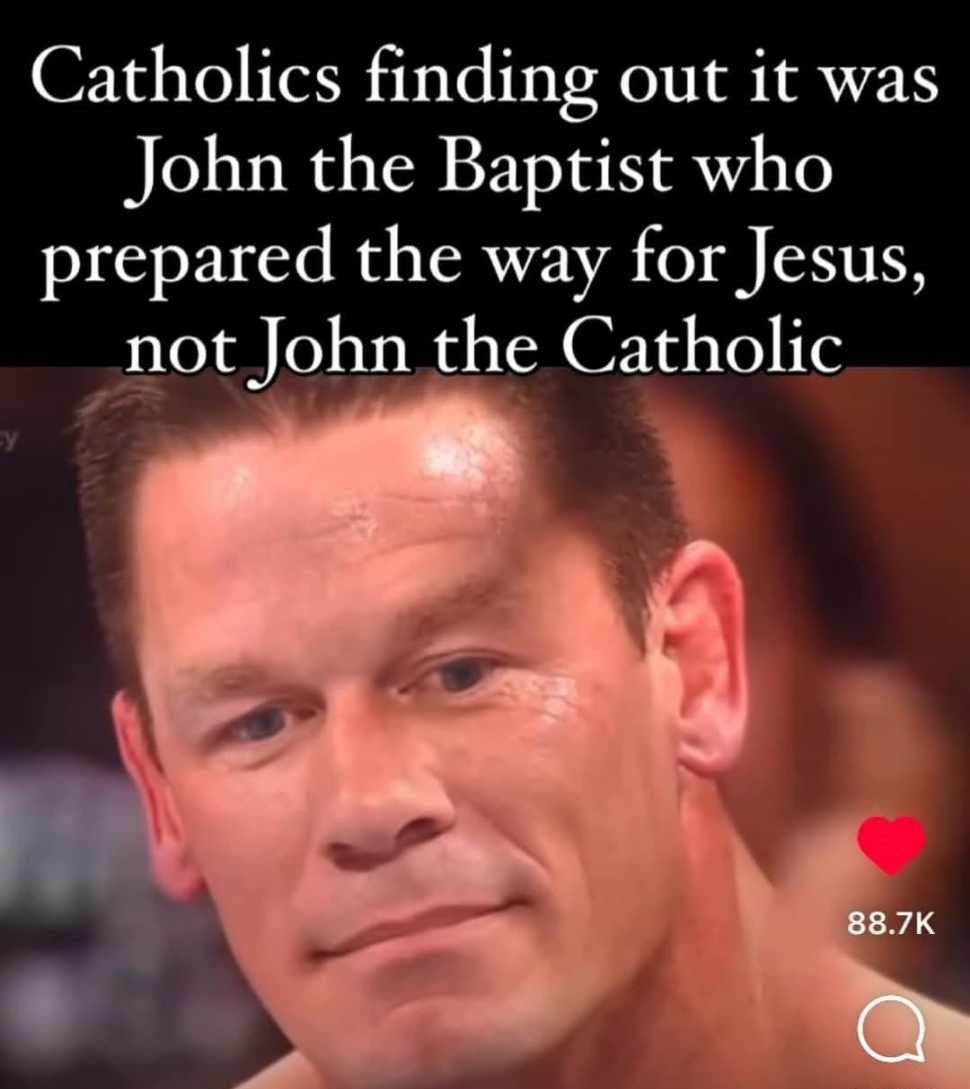 Catholics finding out it was
John the Baptist who
prepared the way for Jesus,
not John the Catholic
88.7K